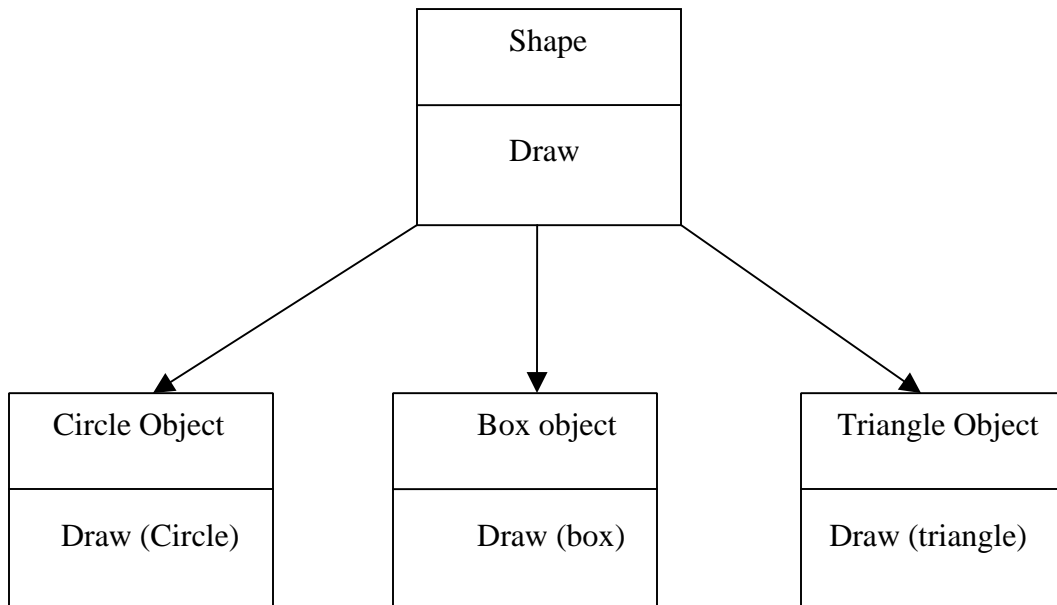 Shape
Draw
Circle Object
Box object
Triangle Object
Draw (Circle)
Draw (box)
Draw (triangle)